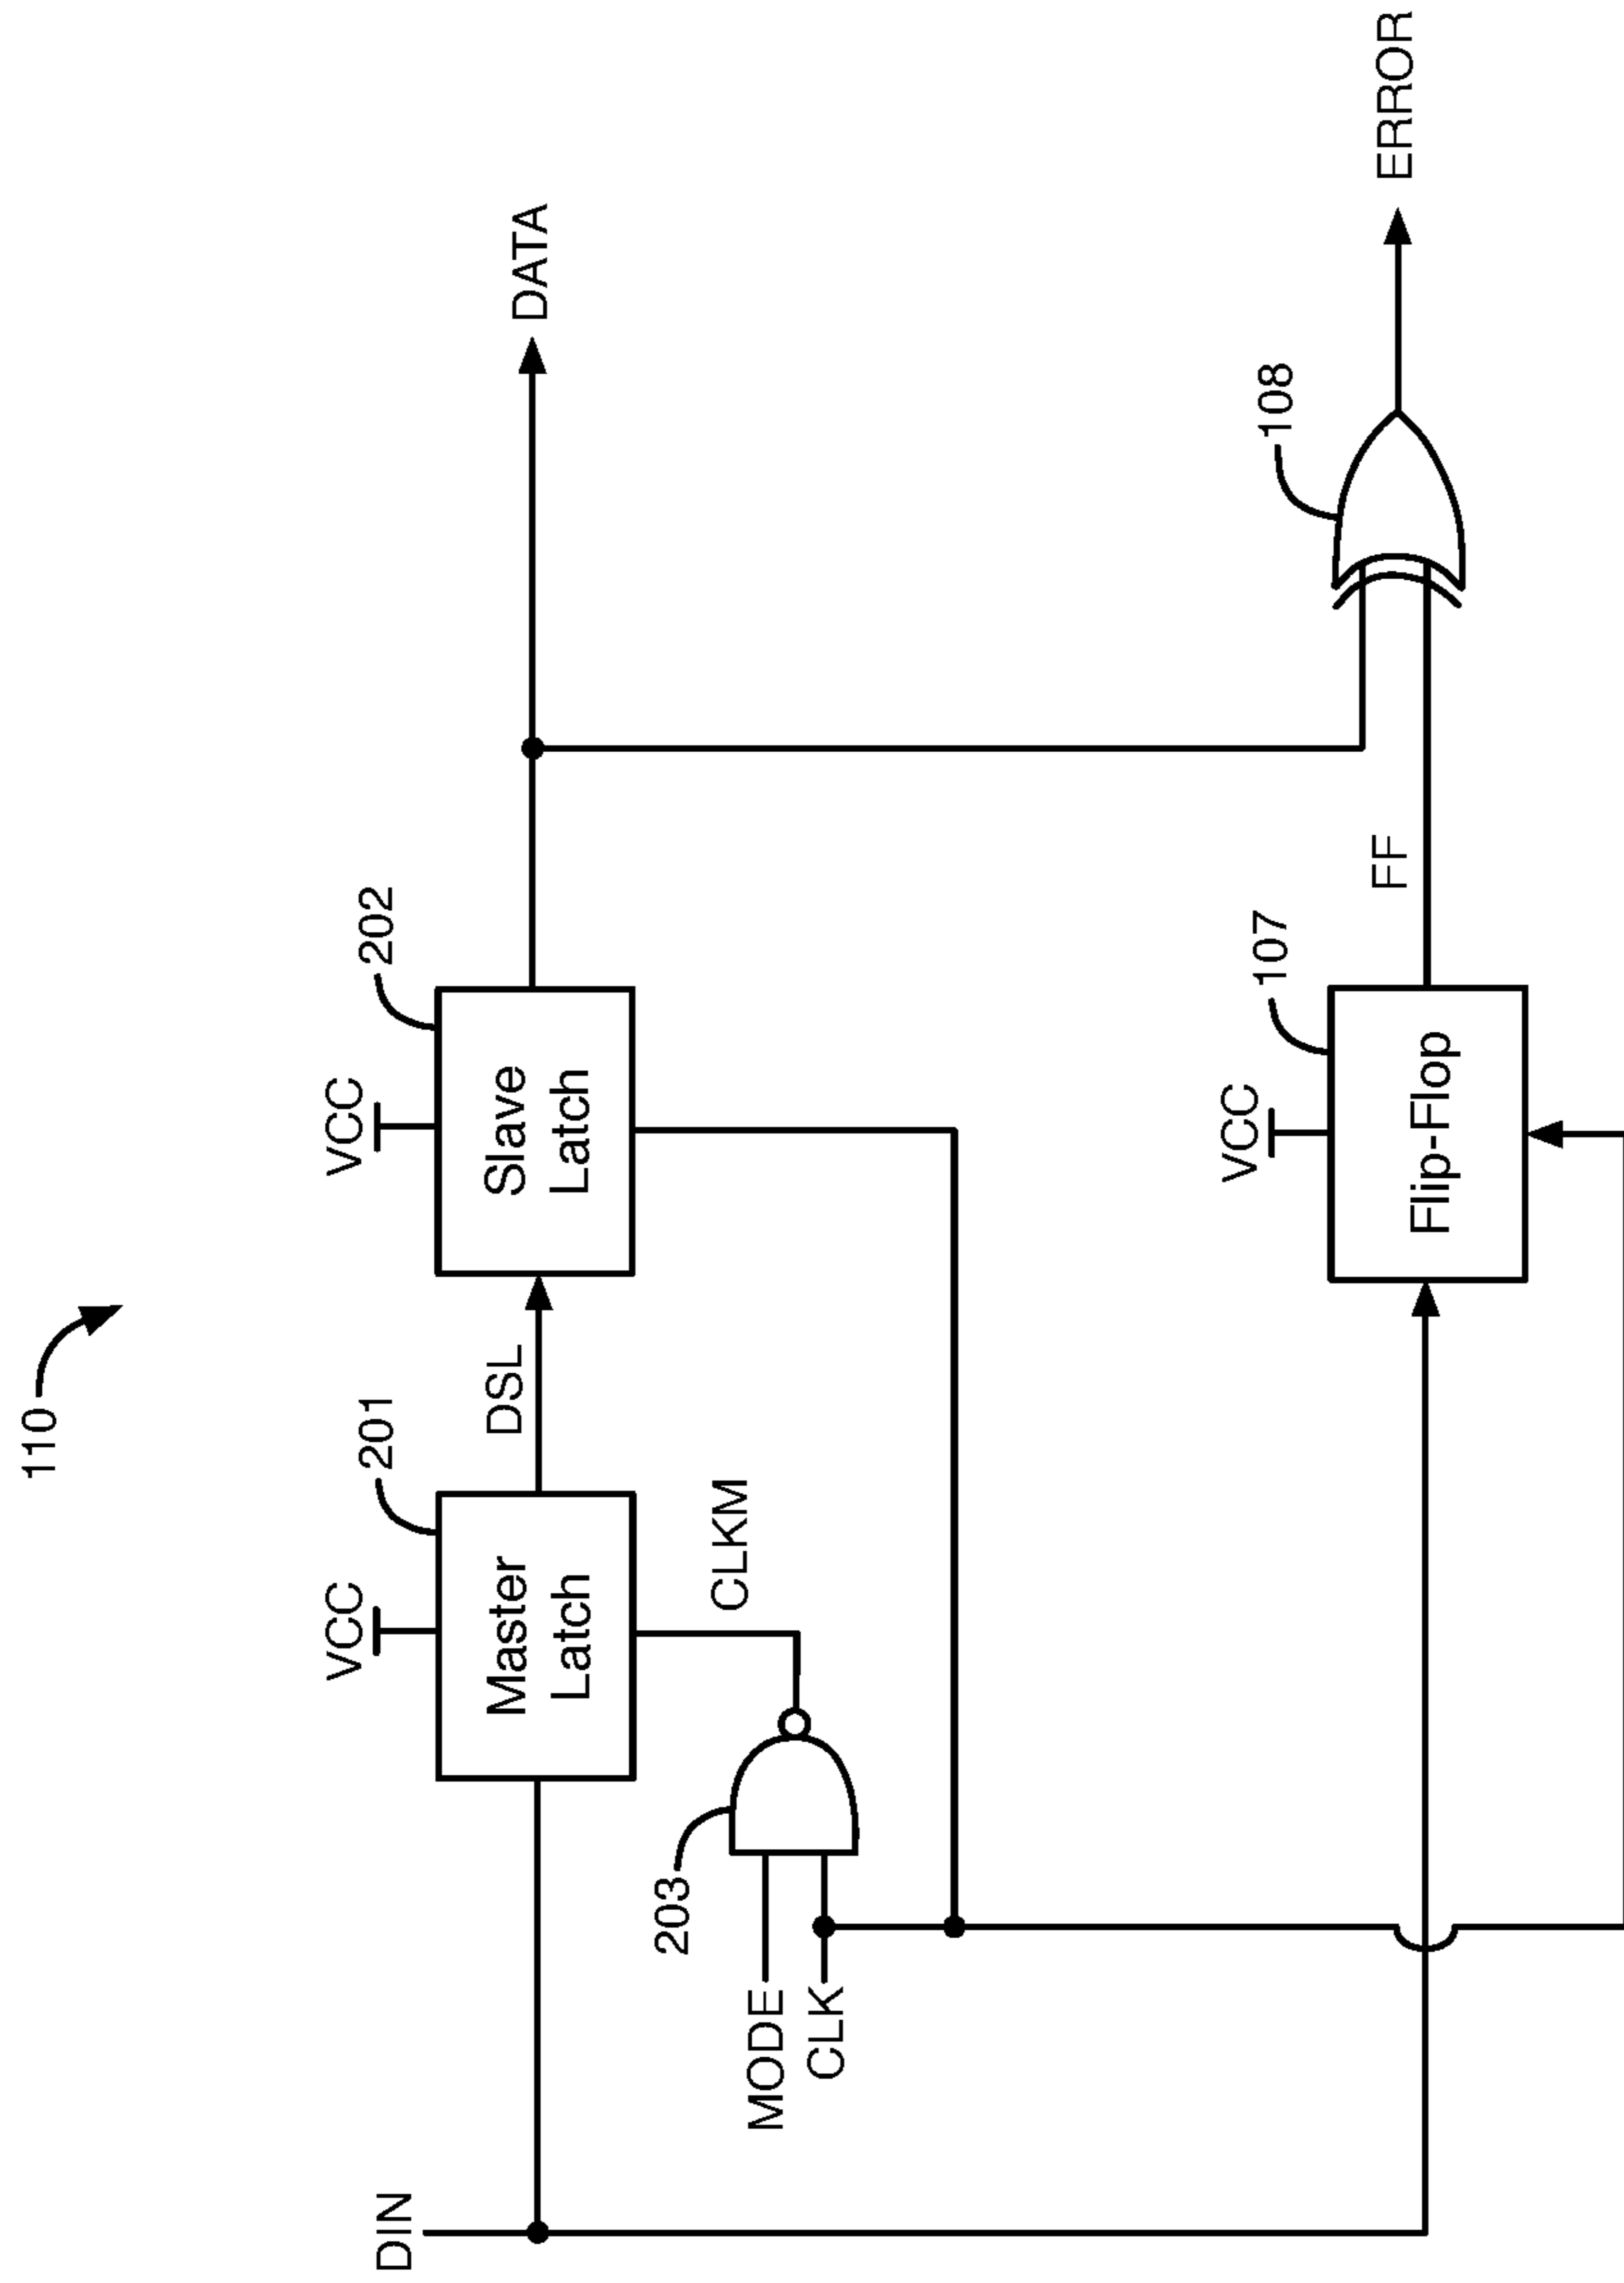 110
VCC
201
Master
Latch
DSL
VCC
202
Slave
Latch
DATA
DIN
CLKM
203
MODE
CLK
VCC
107
Flip-Flop
FF
108
ERROR